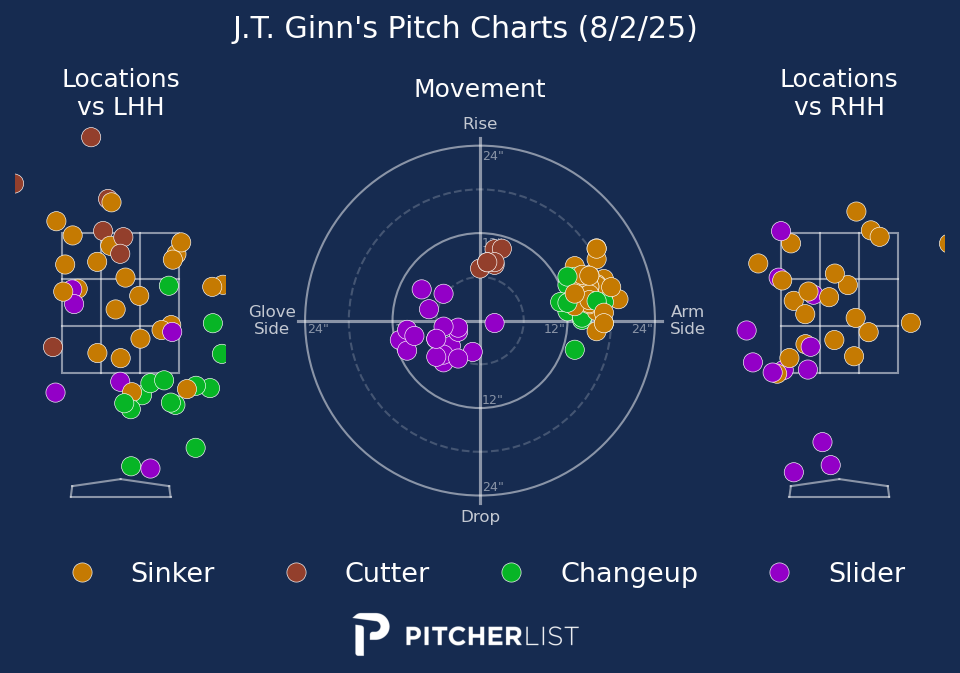 J.T. Ginn's Pitch Charts (8/2/25)
Locations
vs LHH
Movement
Locations
vs RHH
Rise
24"
Glove
Side
24"
12"
24"
Arm
Side
12"
24"
Drop
Sinker
Cutter
Changeup
Slider
PITCHERLIST